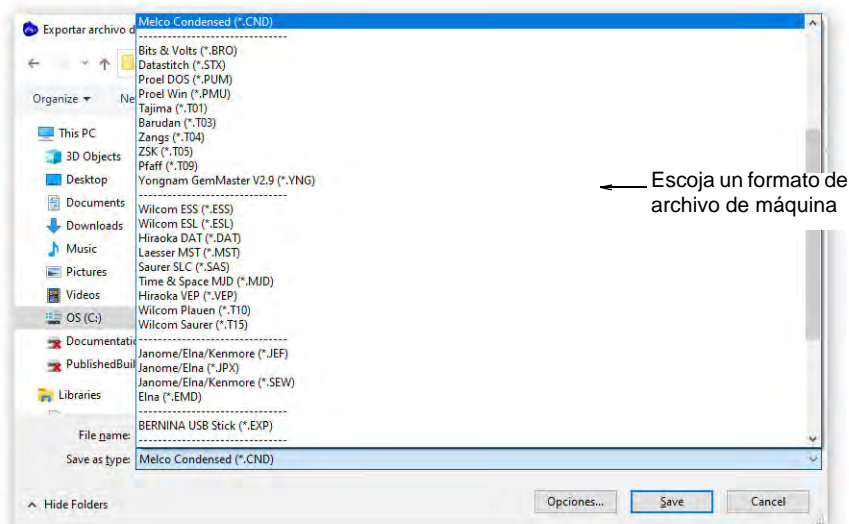 Exportar archivo d
Melco Condensed (*.CND)
--------------------------------
Bits & Volts (*.BRO)
Datastitch (*.STX)
Proel DOS (*.PUM)
Proel Win (*.PMU)
Tajima (*.T01)
Barudan (*.T03)
Zangs (*.T04)
ZSK (*.T05)
Pfaff (*.T09)
Yongnam GemMaster V2.9 (*.YNG)
--------------------------------
Wilcom ESS (*.ESS)
Wilcom ESL (*.ESL)
Hiraoka DAT (*.DAT)
Laesser MST (*.MST)
Saurer SLC (*.SAS)
Time & Space MJD (*.MJD)
Hiraoka VEP (*.VEP)
Wilcom Plauen (*.T10)
Wilcom Saurer (*.T15)
--------------------------------
Janome/Elna/Kenmore (*.JEF)
Janome/Elna (*.JPX)
Janome/Elna/Kenmore (*.SEW)
Elna (*.EMD)
--------------------------------
BERNINA USB Stick (*.EXP)
--------------------------------
Organize
Ne
This PC
3D Objects
Desktop
Documents
Downloads
Music
Pictures
Videos
OS (C:)
Documentati
PublishedBuil
Libraries
Escoja un formato de
archivo de máquina
File name:
Save as type: Melco Condensed (*.CND)
Hide Folders
Opciones... Save Cancel